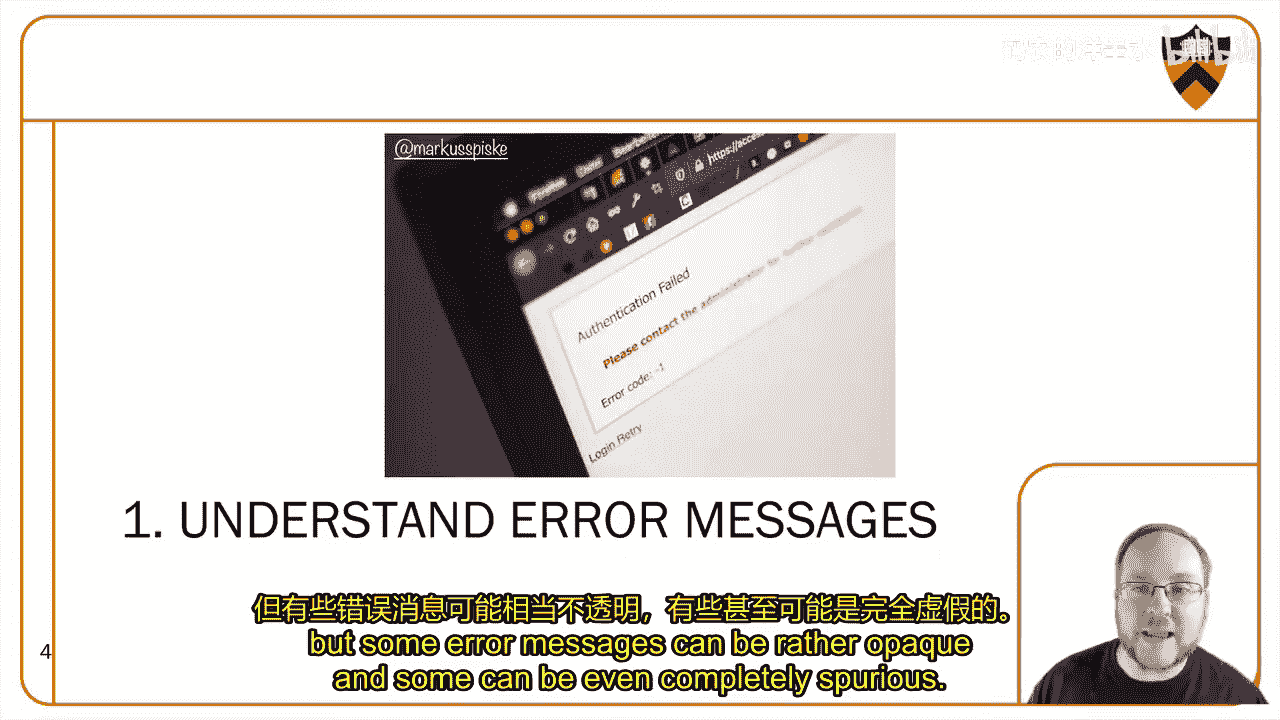 @markusspiske
https://acces
Authentication Failed
Please contact the administrator for further
Error code: -1
Login Retry
1. UNDERSTAND ERROR MESSAGES
但有些错误消息可能相当不透明，有些甚至可能是完全虚假的。
but some error messages can be rather opaque
and some can be even completely spurious.
4